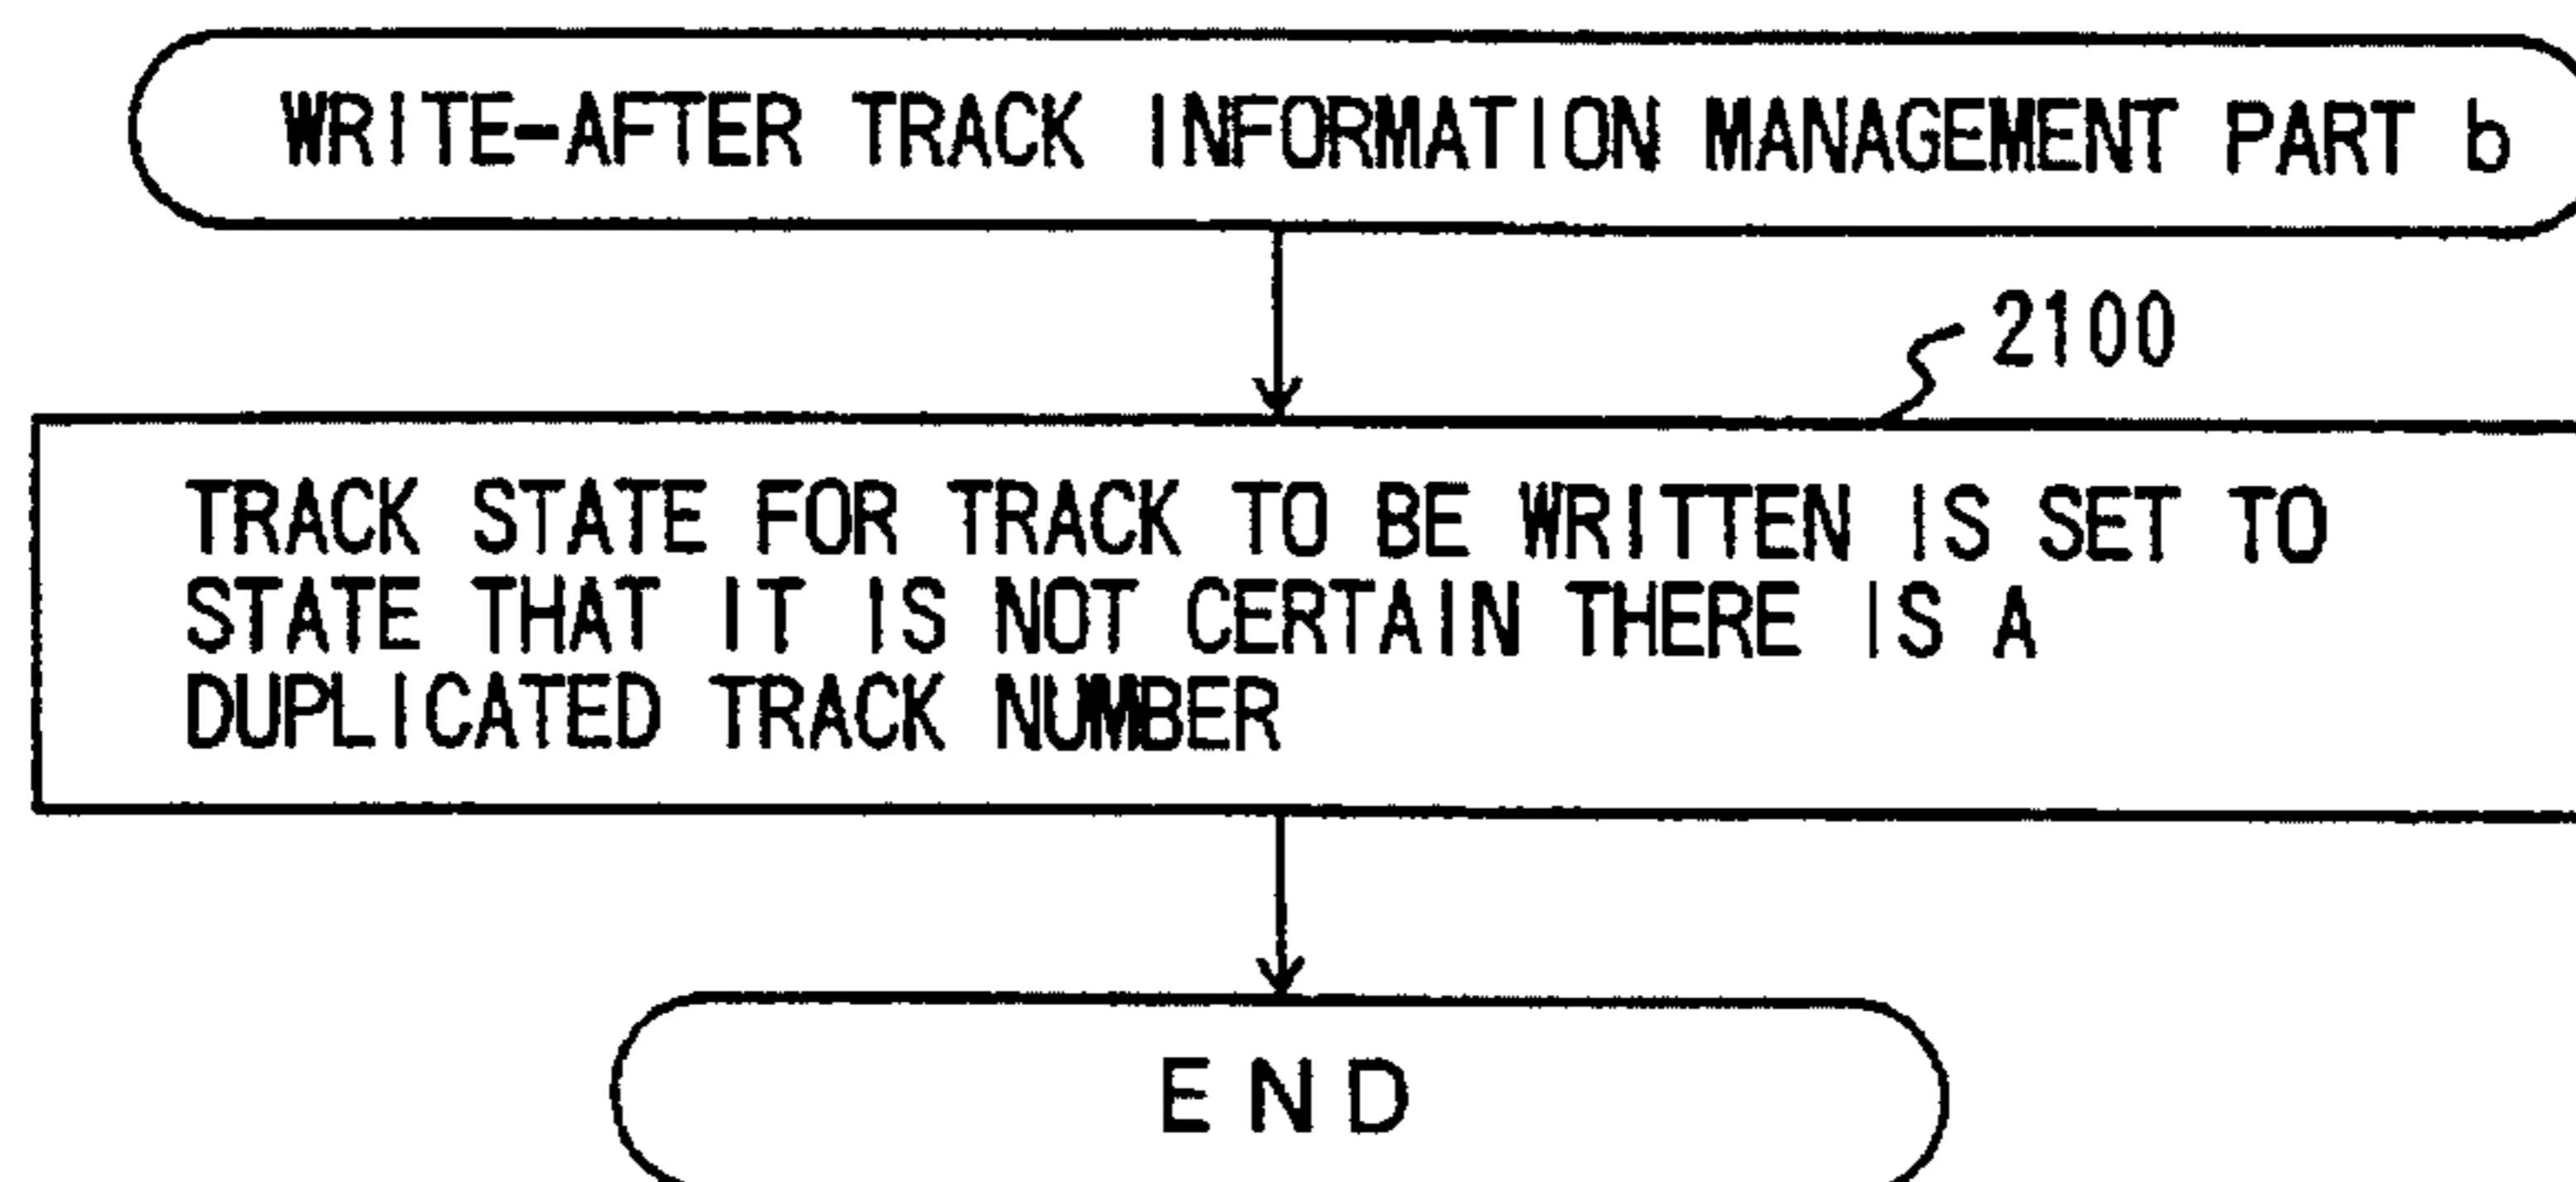 WRITE-AFTER TRACK INFORMATION MANAGEMENT PART b
2100
TRACK STATE FOR TRACK TO BE WRITTEN IS SET TO
STATE THAT IT IS NOT CERTAIN THERE IS A
DUPLICATED TRACK NUMBER
END